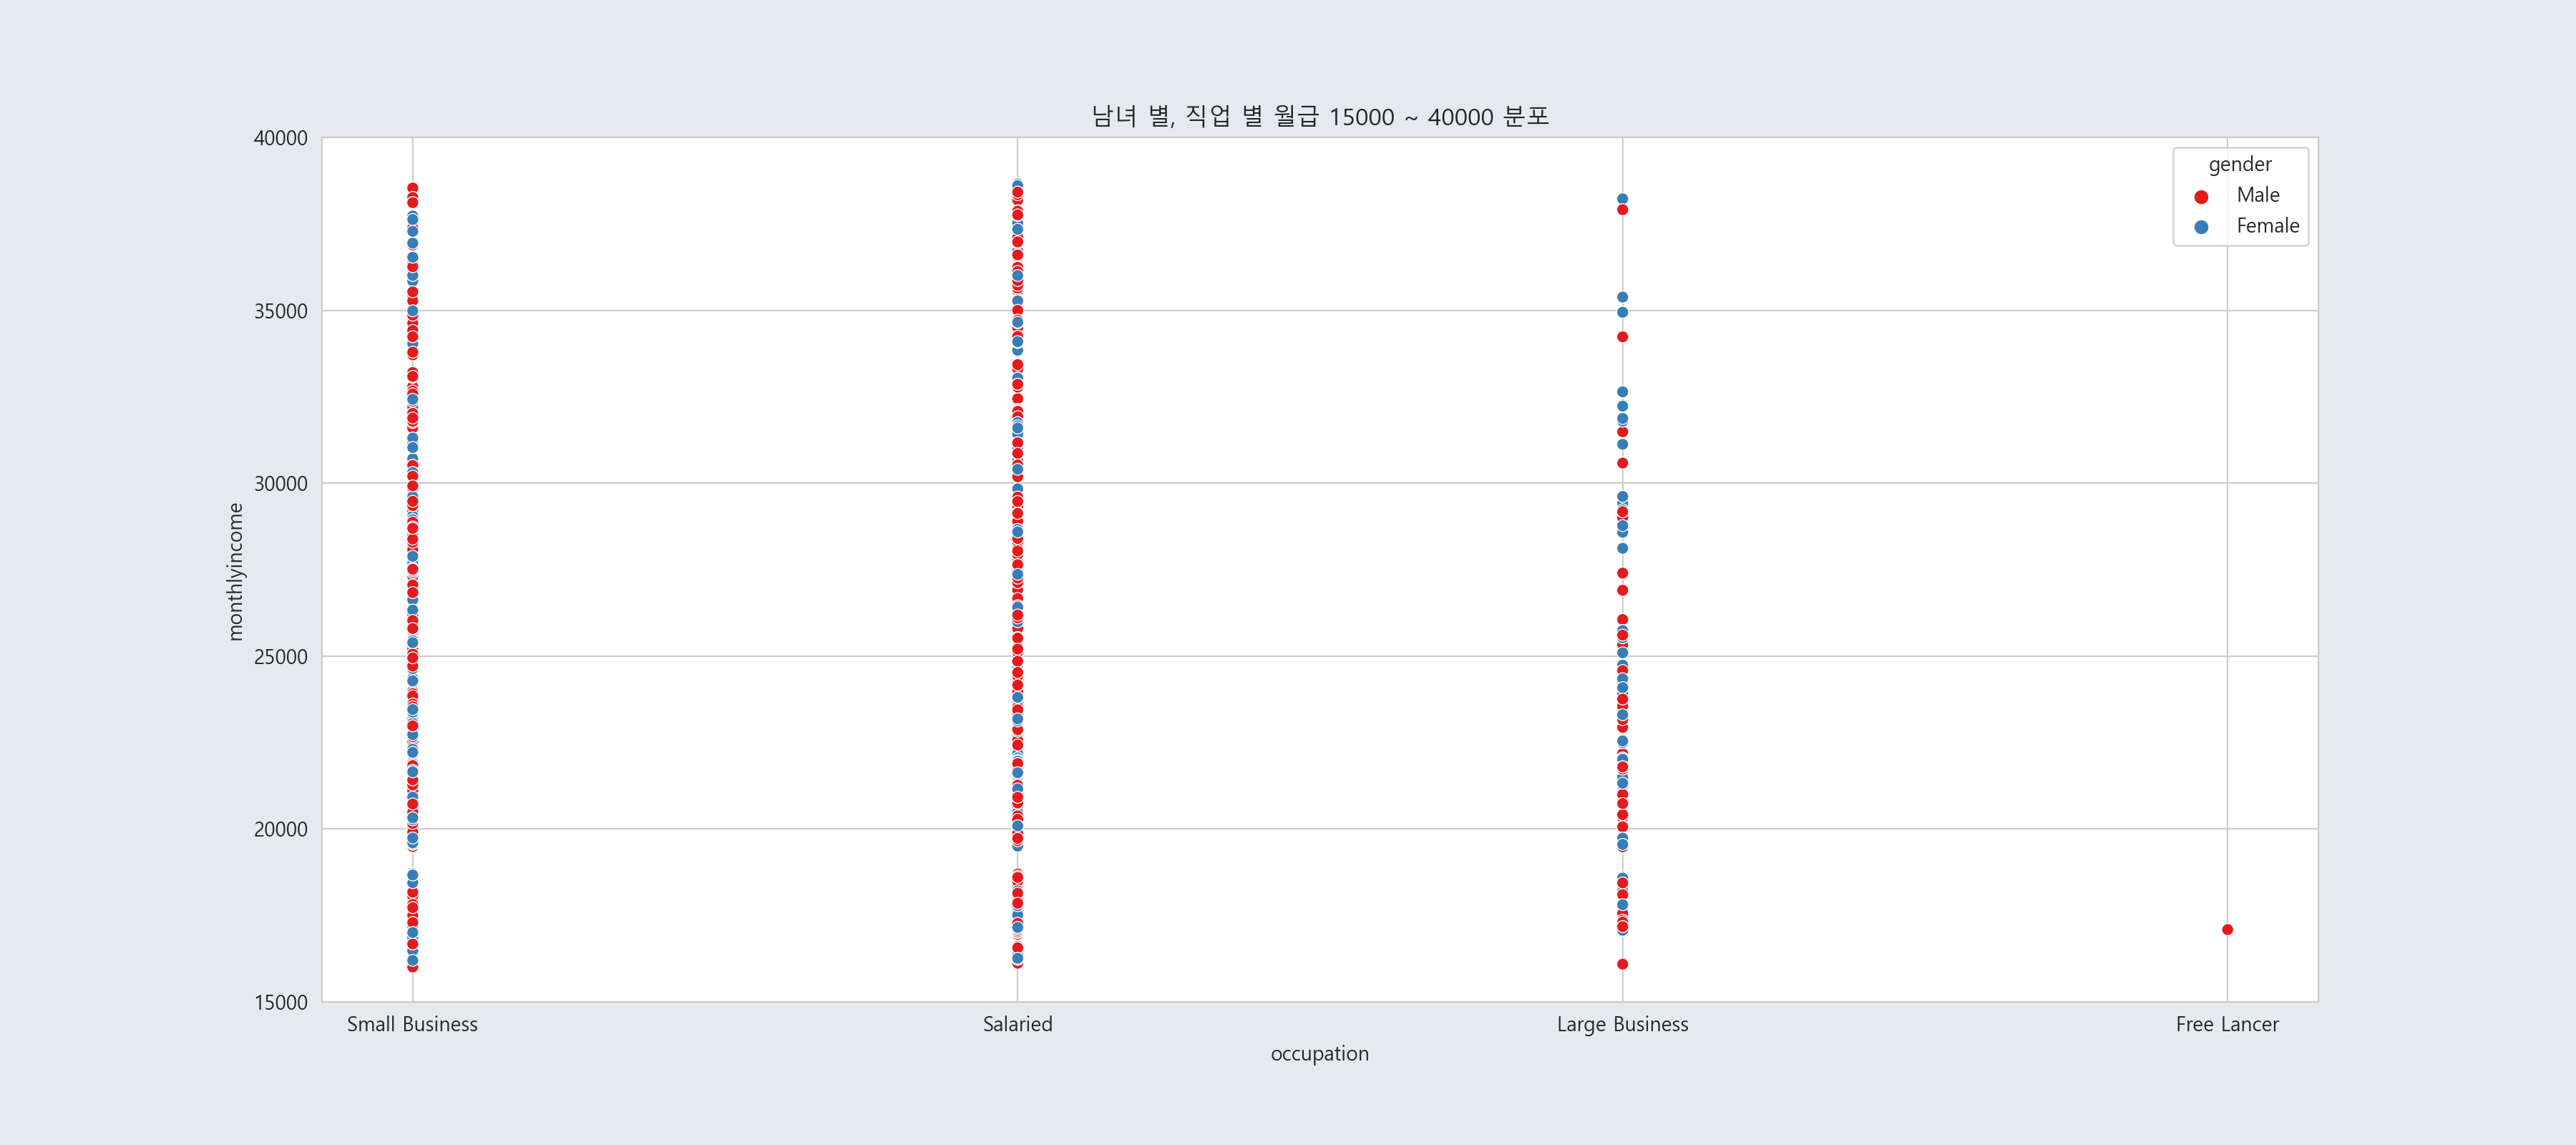 남녀 별, 직업 별 월급 15000 ~ 40000 분포
40000
35000
30000
25000
20000
15000
monthlyincome
gender
Male
Female
Small Business
Salaried
Large Business
Free Lancer
occupation